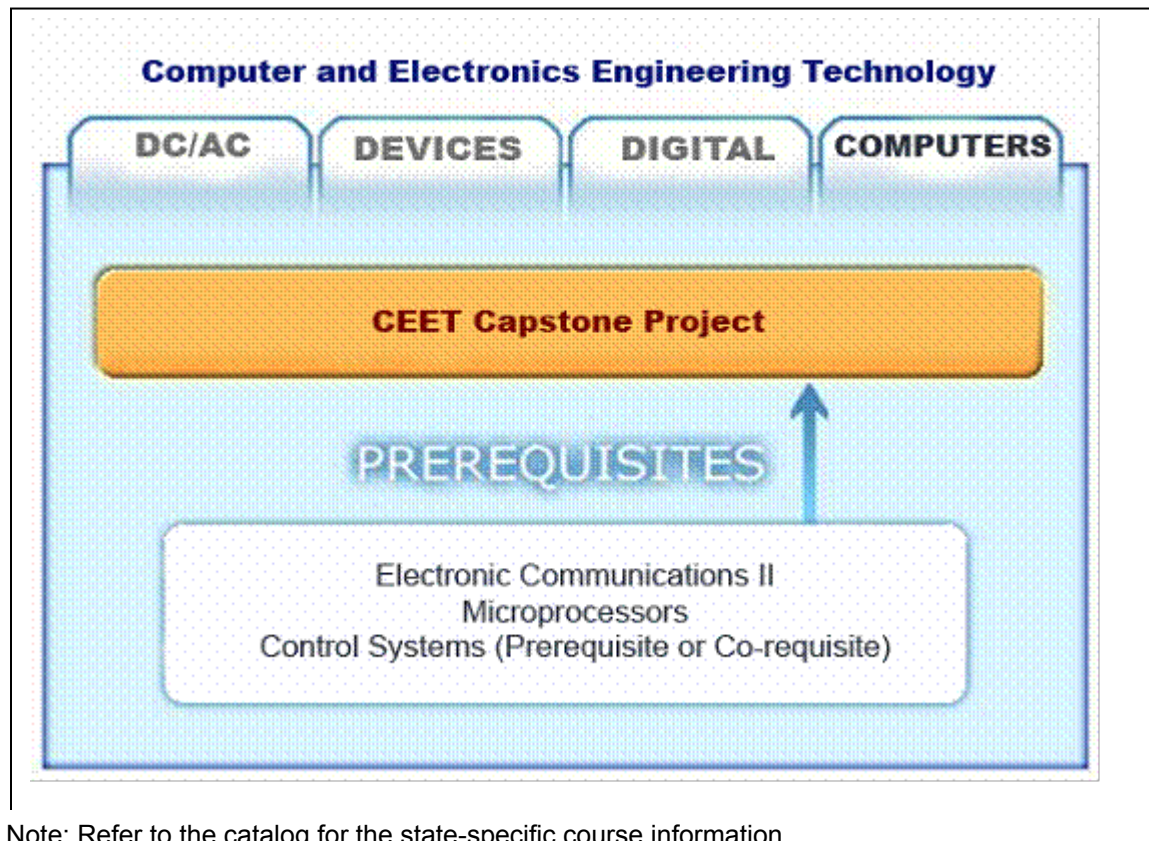 Computer and Electronics Engineering Technology
DC/AC DEVICES DIGITAL COMPUTERS
CEET Capstone Project
PREREQUISITES
Electronic Communications II
Microprocessors
Control Systems (Prerequisite or Co-requisite)
Note: Refer to the catalog for the state-specific course information